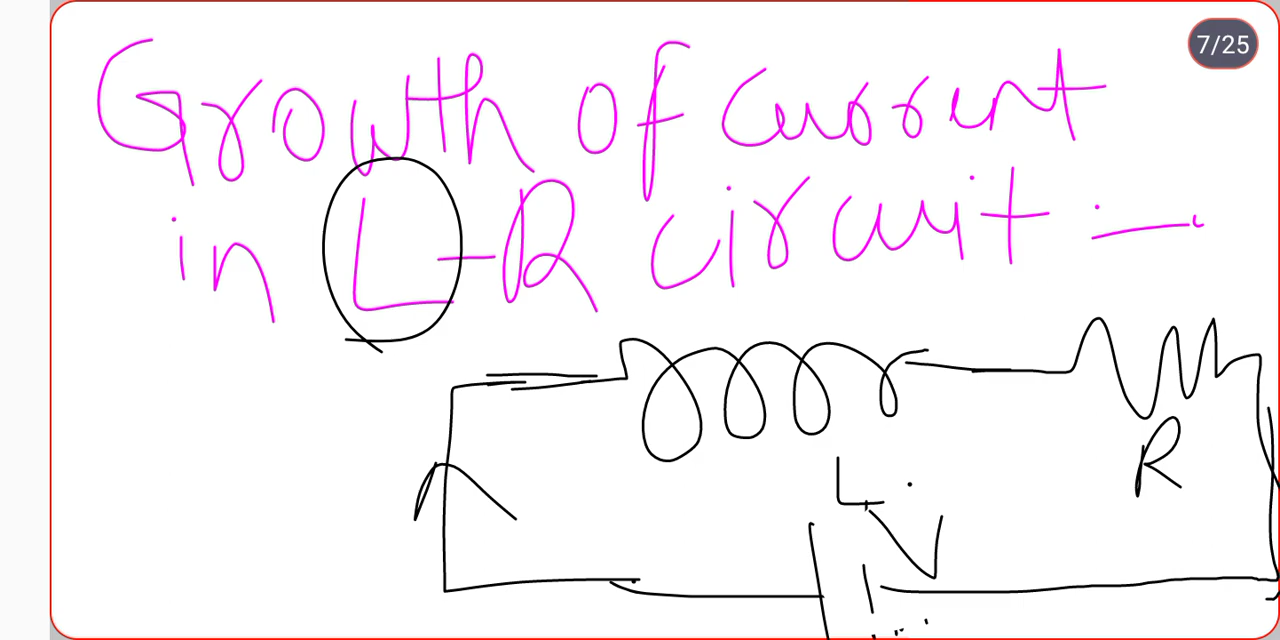 7/25
Growth of current
in L-R circuit :-
R
L
V